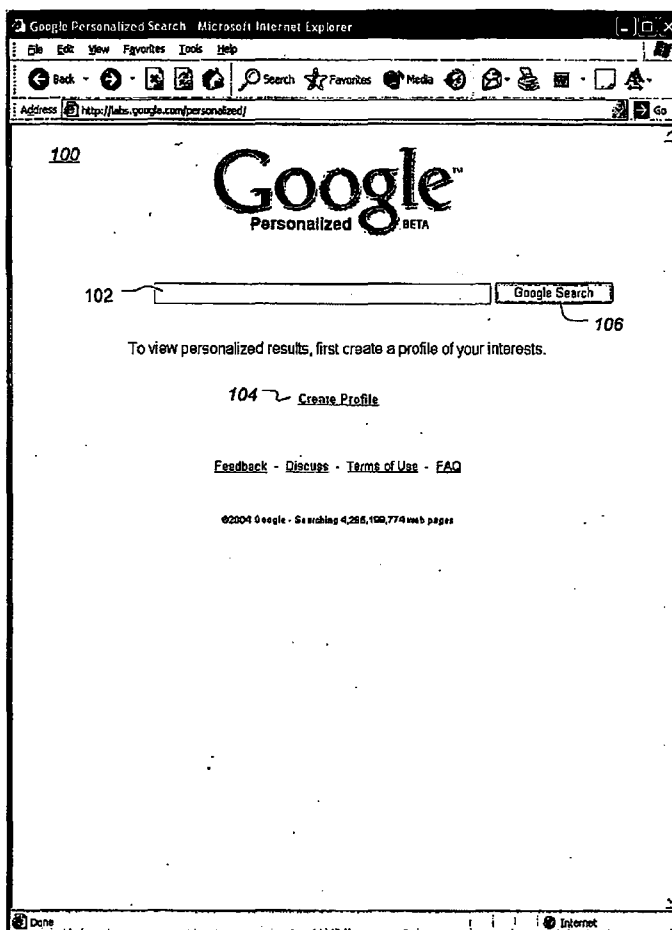 Google Personalized Search Microsoft Internet Explorer
File Edit View Favorites Tools Help
Back Search Favorites Media
Address http://labs.google.com/personalized/ Go
100
Google™
Personalized BETA
102 Google Search
106
To view personalized results, first create a profile of your interests.
104 Create Profile
Feedback - Discuss - Terms of Use - FAQ
©2004 Google - Searching 4,285,199,774 web pages
Done Internet